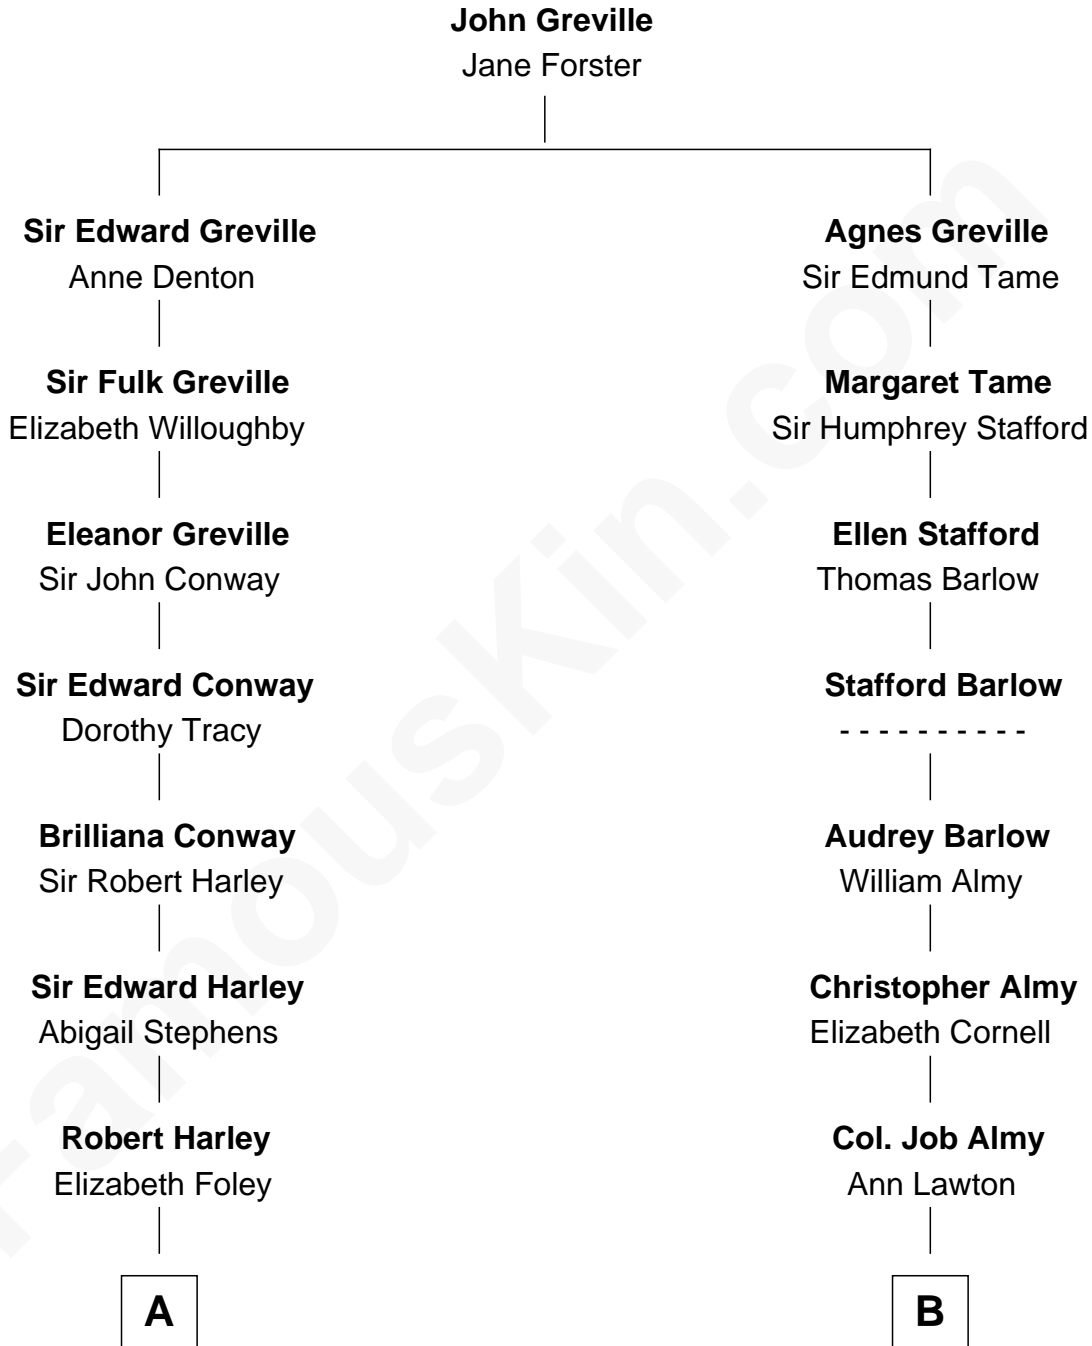 John Greville
Jane Forster
Sir Edward Greville
Anne Denton
Agnes Greville
Sir Edmund Tame
Sir Fulk Greville
Elizabeth Willoughby
Margaret Tame
Sir Humphrey Stafford
Eleanor Greville
Sir John Conway
Ellen Stafford
Thomas Barlow
Sir Edward Conway
Dorothy Tracy
Stafford Barlow
- - - - - - - - - -
Brilliana Conway
Sir Robert Harley
Audrey Barlow
William Almy
Sir Edward Harley
Abigail Stephens
Christopher Almy
Elizabeth Cornell
Robert Harley
Elizabeth Foley
Col. Job Almy
Ann Lawton
A
B
FamousKin.com